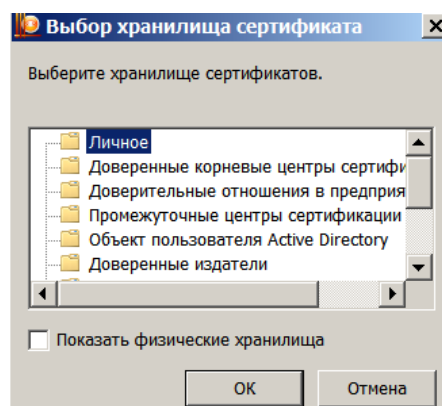 Выбор хранилища сертификата
Выберите хранилище сертификатов.
Личное
Доверенные корневые центры сертифи
Доверительные отношения в предприя
Промежуточные центры сертификации
Объект пользователя Active Directory
Доверенные издатели
Показать физические хранилища
ОК
Отмена